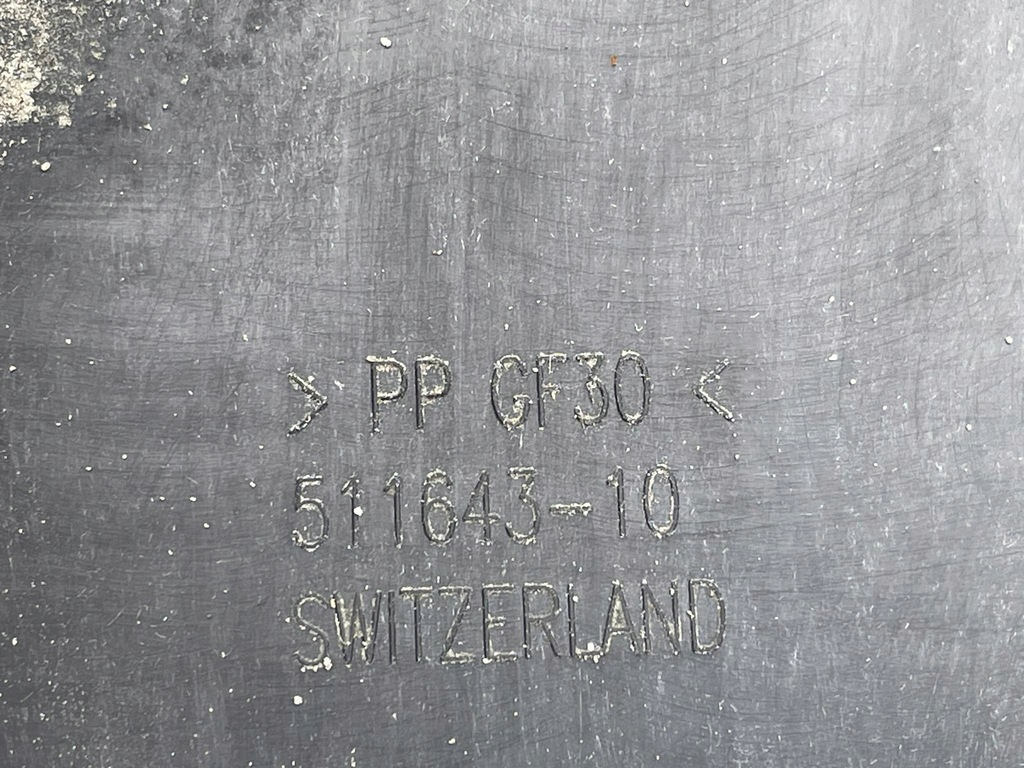 > PP GF30 <
511643-10
SWITZERLAND